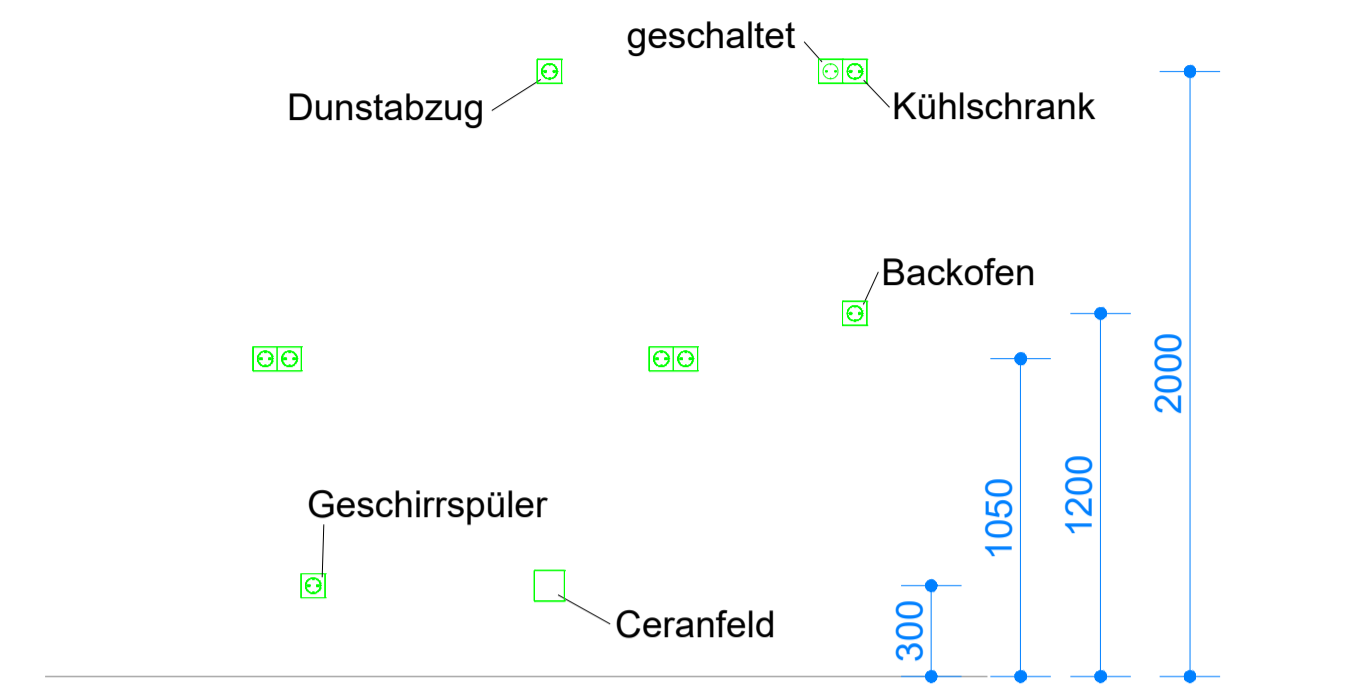 geschaltet
Dunstabzug
Kühlschrank
Backofen
2000
1200
1050
Geschirrspüler
300
Ceranfeld